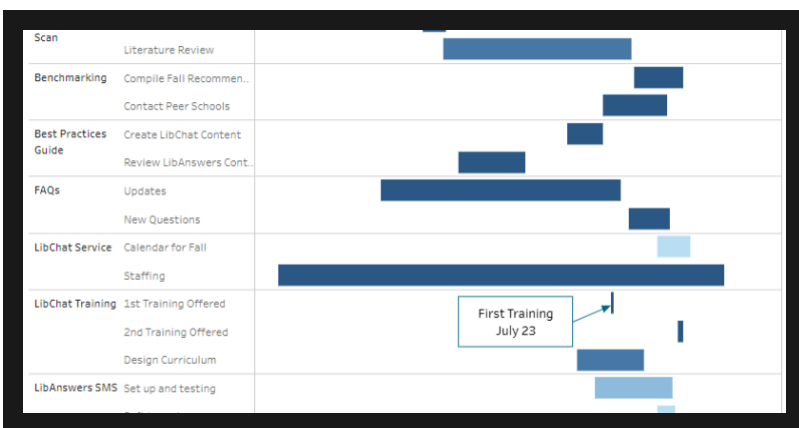 Scan
Literature Review
Benchmarking Compile Fall Recommen..
Contact Peer Schools
Best Practices Create LibChat Content
Guide
Review LibAnswers Cont..
FAQs Updates
New Questions
LibChat Service Calendar for Fall
Staffing
LibChat Training 1st Training Offered
First Training
July 23
2nd Training Offered
Design Curriculum
LibAnswers SMS Set up and testing